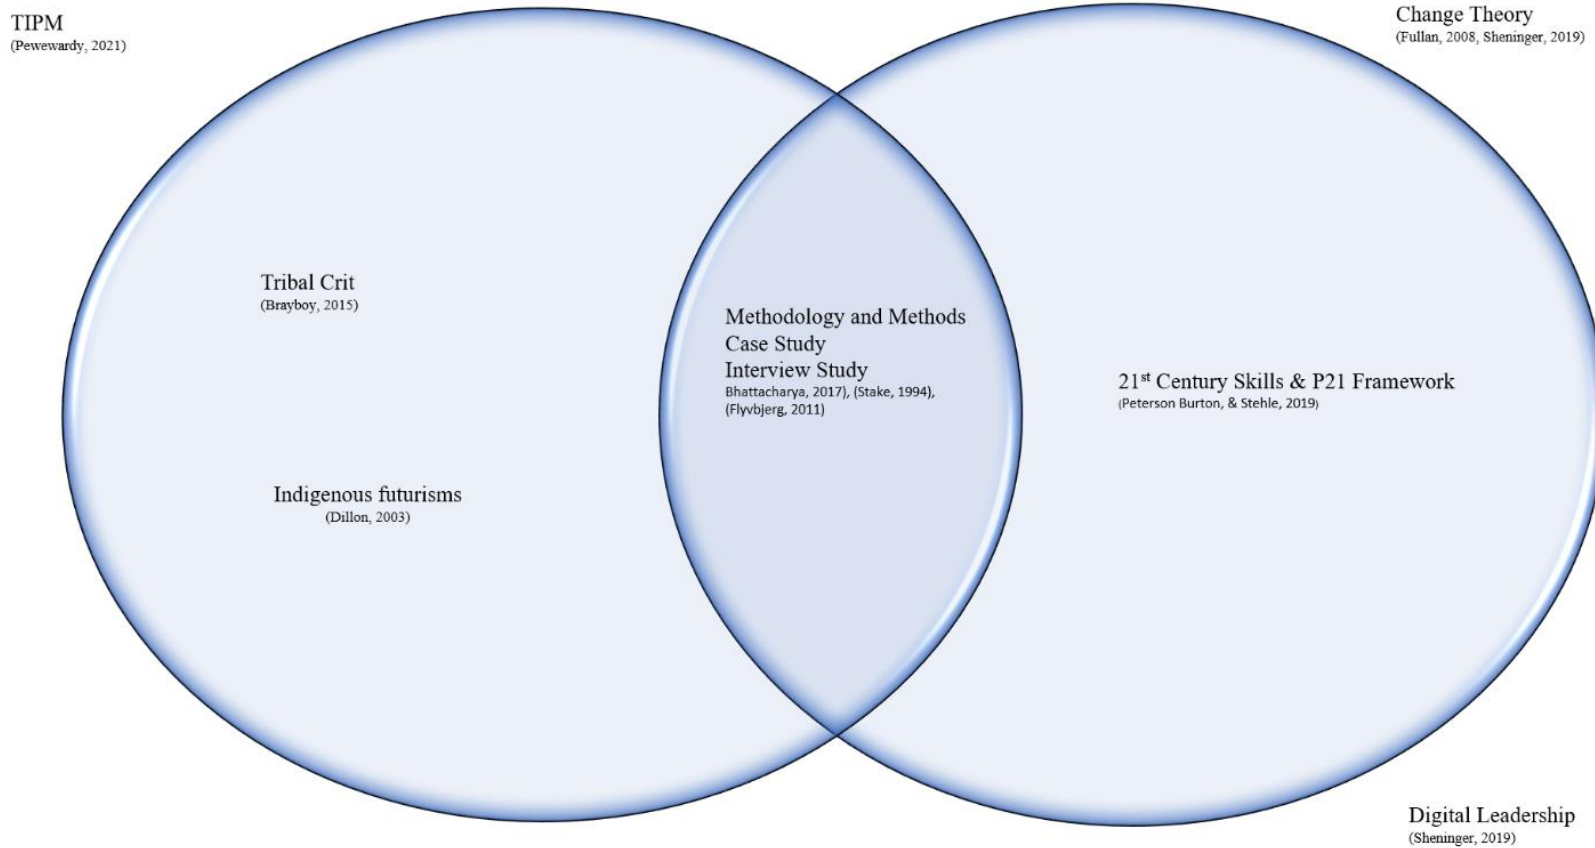 TIPM
(Pewewardy, 2021)
Change Theory
(Fullan, 2008, Sheninger, 2019)
Tribal Crit
(Brayboy, 2015)
Indigenous futurisms
(Dillon, 2003)
Methodology and Methods
Case Study
Interview Study
Bhattacharya, 2017), (Stake, 1994),
(Flyvbjerg, 2011)
21st Century Skills & P21 Framework
(Peterson Burton, & Stehle, 2019)
Digital Leadership
(Sheninger, 2019)